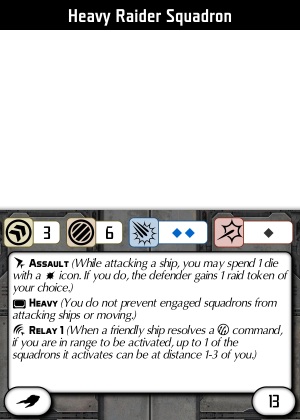 Heavy Raider Squadron
3
6
ASSAULT (While attacking a ship, you may spend 1 die
with a icon. If you do, the defender gains 1 raid token of
your choice.)
HEAVY (You do not prevent engaged squadrons from
attacking ships or moving.)
RELAY 1 (When a friendly ship resolves a command,
if you are in range to be activated, up to 1 of the
squadrons it activates can be at distance 1-3 of you.)
13